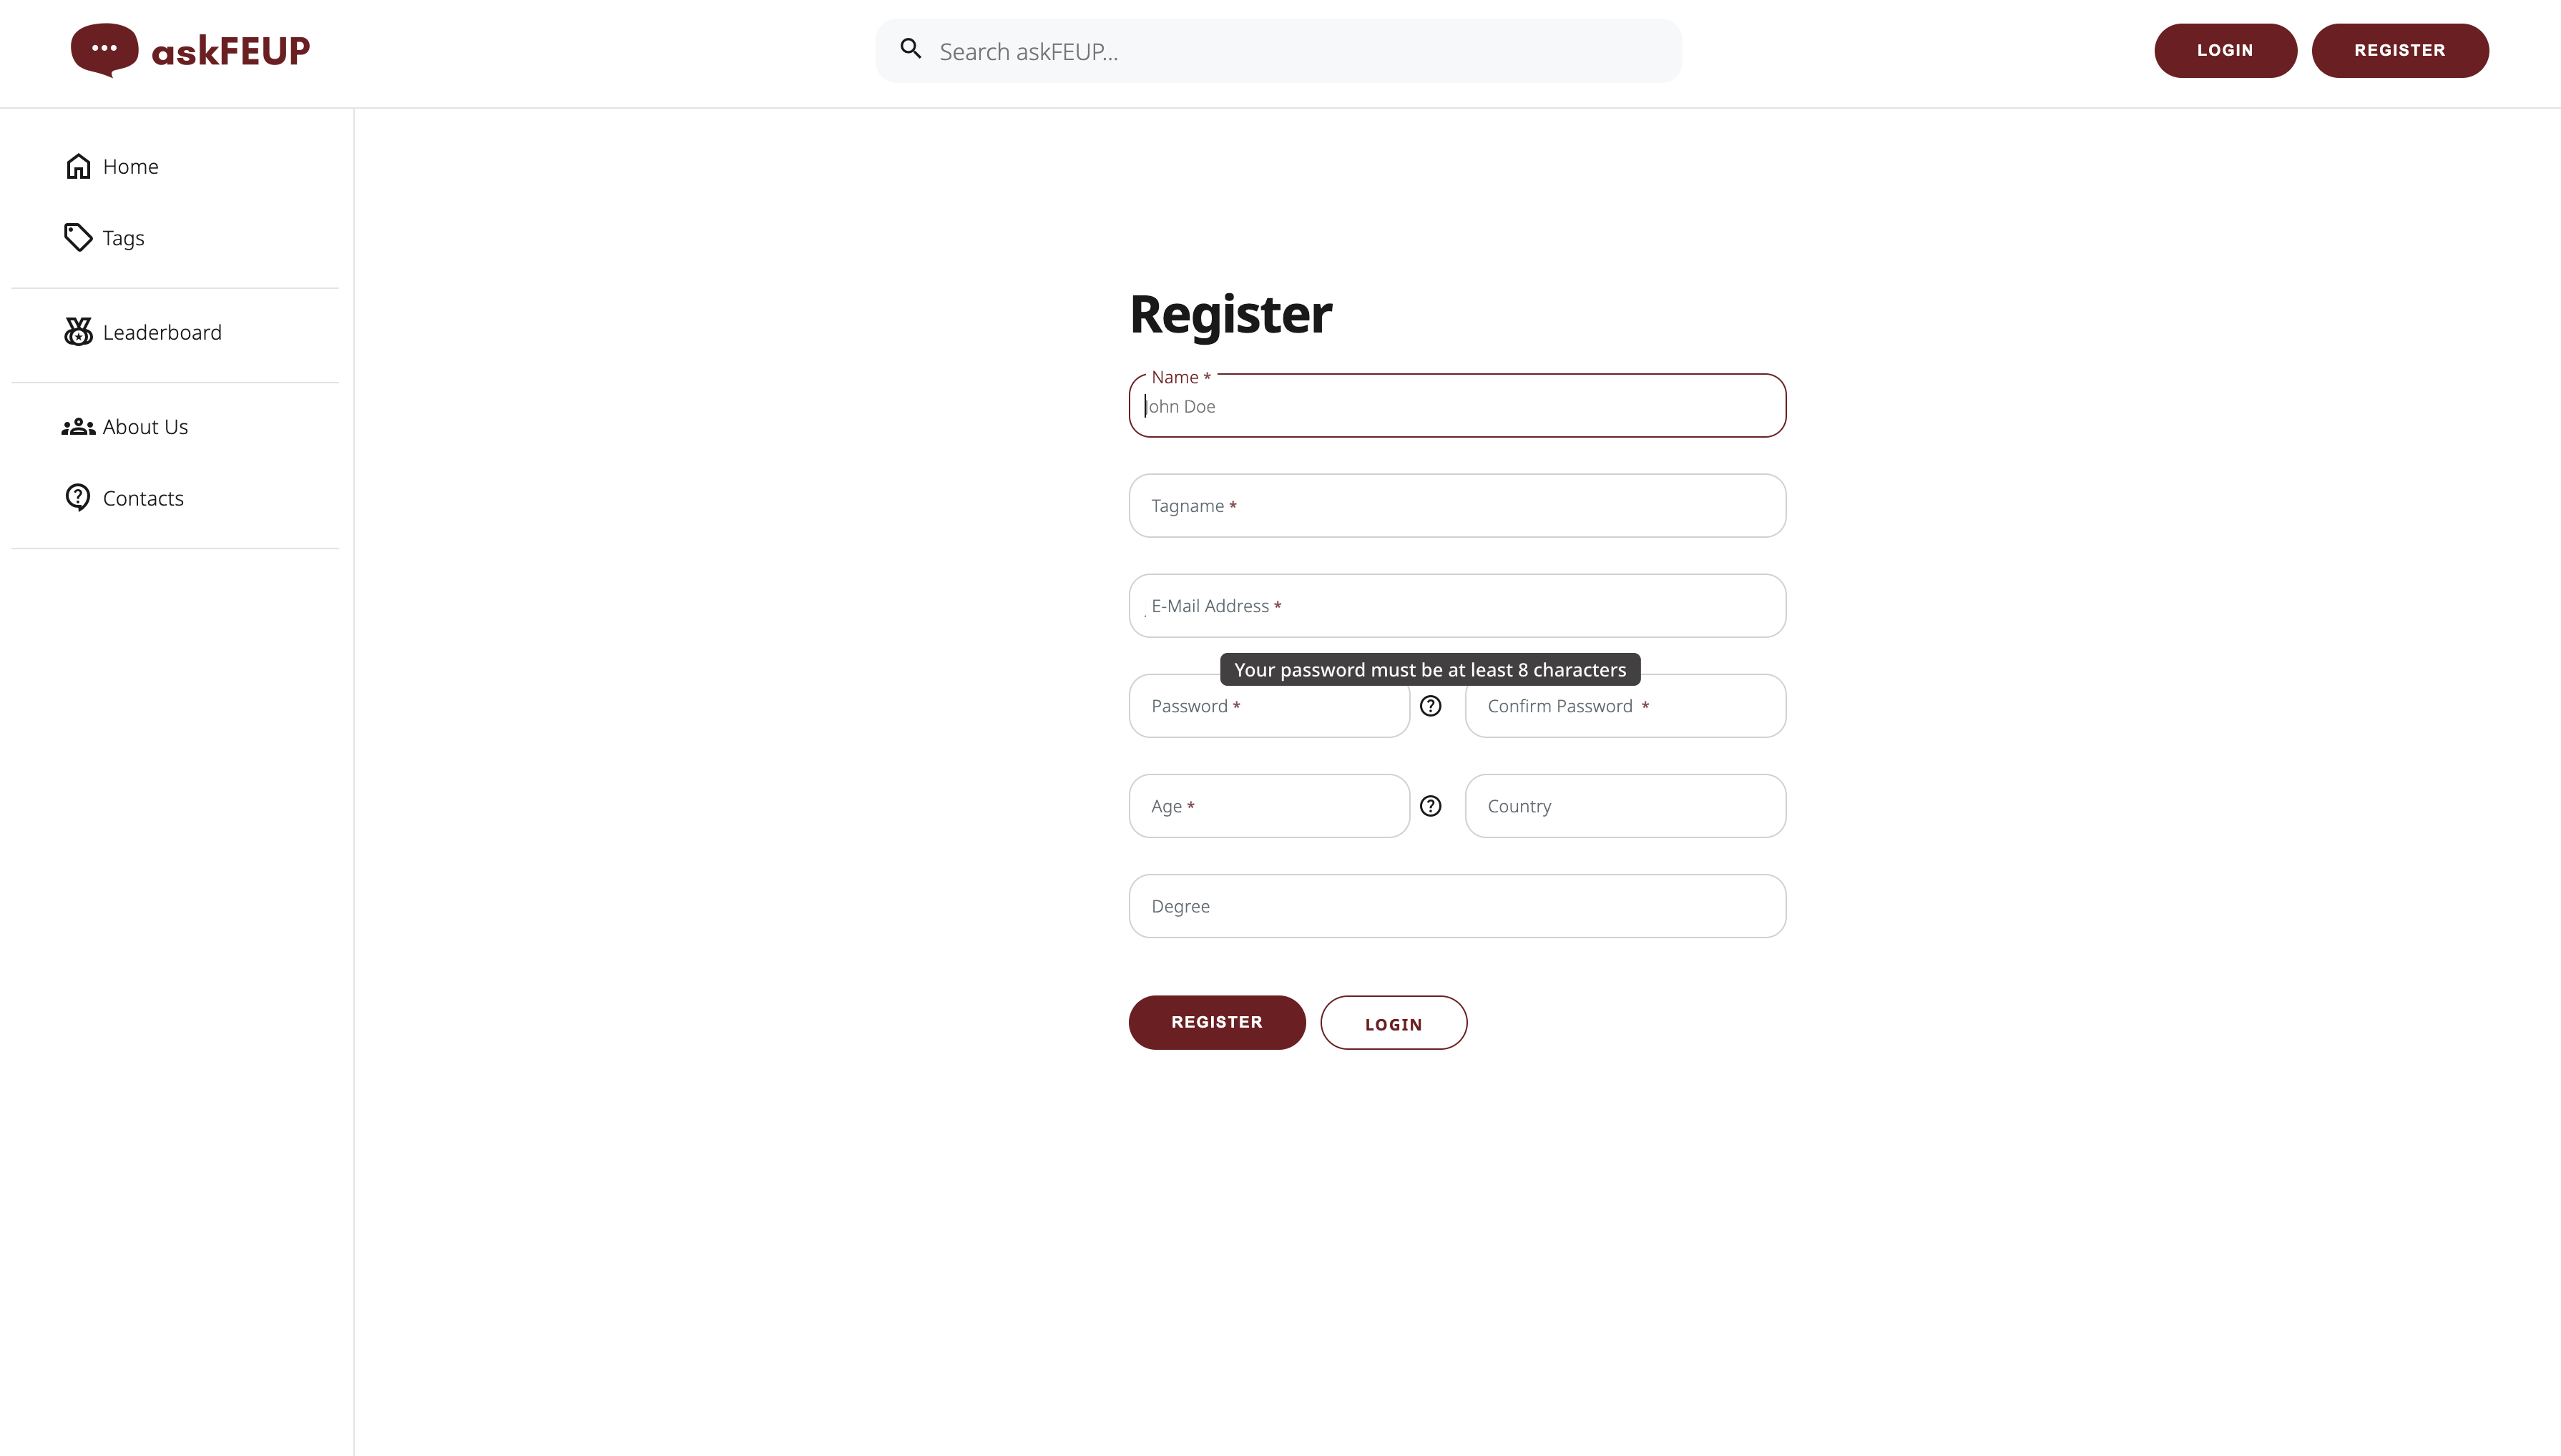 askFEUP
Search askFEUP...
LOGIN
REGISTER
Home
Tags
Leaderboard
About Us
Contacts
Register
Name *
John Doe
Tagname *
E-Mail Address *
Your password must be at least 8 characters
Password *
Confirm Password *
Age *
Country
Degree
REGISTER
LOGIN